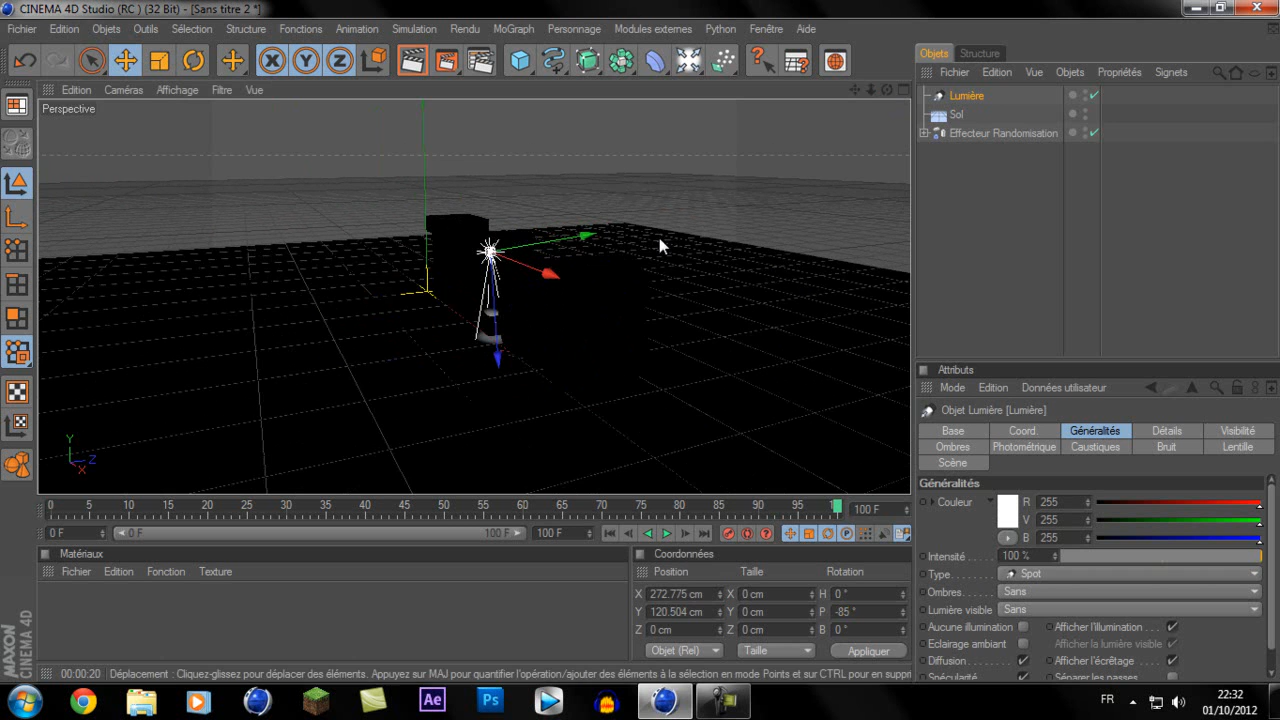 CINEMA 4D Studio (RC ) (32 Bit) - [Sans titre 2 *]
Fichier Edition Objets Outils Sélection Structure Fonctions Animation Simulation Rendu MoGraph Personnage Modules externes Python Fenêtre Aide
Objets Structure
Edition Caméras Affichage Filtre Vue
Fichier Edition Vue Objets Propriétés Signets
Perspective
Lumière
Sol
Effecteur Randomisation
Y
Z
X
Attributs
Mode Edition Données utilisateur
Objet Lumière [Lumière]
Base Coord. Généralités Détails Visibilité
Ombres Photométrique Caustiques Bruit Lentille
Scène
Généralités
Couleur R 255
V 255
B 255
Intensité 100 %
Type Spot
Ombres Sans
Lumière visible Sans
Aucune illumination Afficher l'illumination
Eclairage ambiant Afficher la lumière visible
Diffusion Afficher l'écrêtage
Spécularité Séparer les passes
0 5 10 15 20 25 30 35 40 45 50 55 60 65 70 75 80 85 90 95 100 F
0 F 0 F 100 F 100 F
Matériaux
Fichier Edition Fonction Texture
Coordonnées
Position Taille Rotation
X 272.775 cm X 0 cm H 0 °
Y 120.504 cm Y 0 cm P -85 °
Z 0 cm Z 0 cm B 0 °
Objet (Rel) Taille Appliquer
MAXON
CINEMA 4D
00:00:20 Déplacement : Cliquez-glissez pour déplacer des éléments. Appuyez sur MAJ pour quantifier l'opération/ajouter des éléments à la sélection en mode Points et sur CTRL pour en suppri
Ae
Ps
FR
22:32
01/10/2012